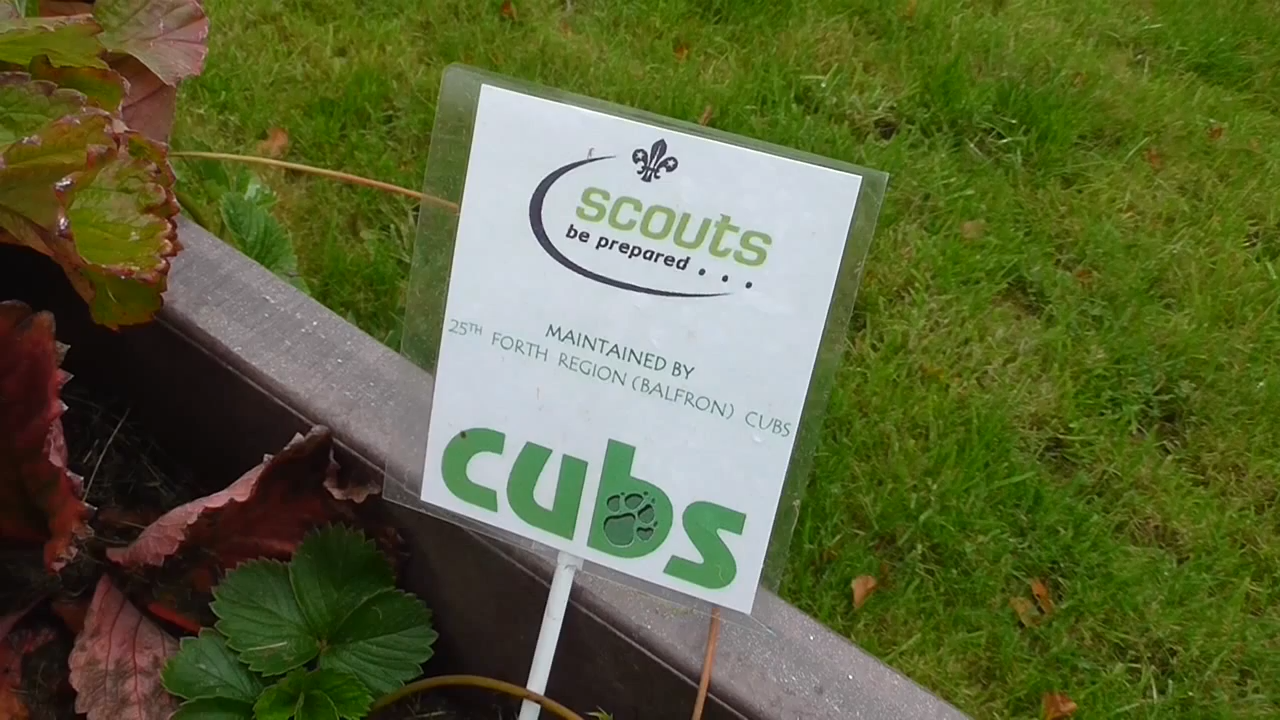 scouts
be prepared...
MAINTAINED BY
25TH FORTH REGION (BALFRON) CUBS
cubs